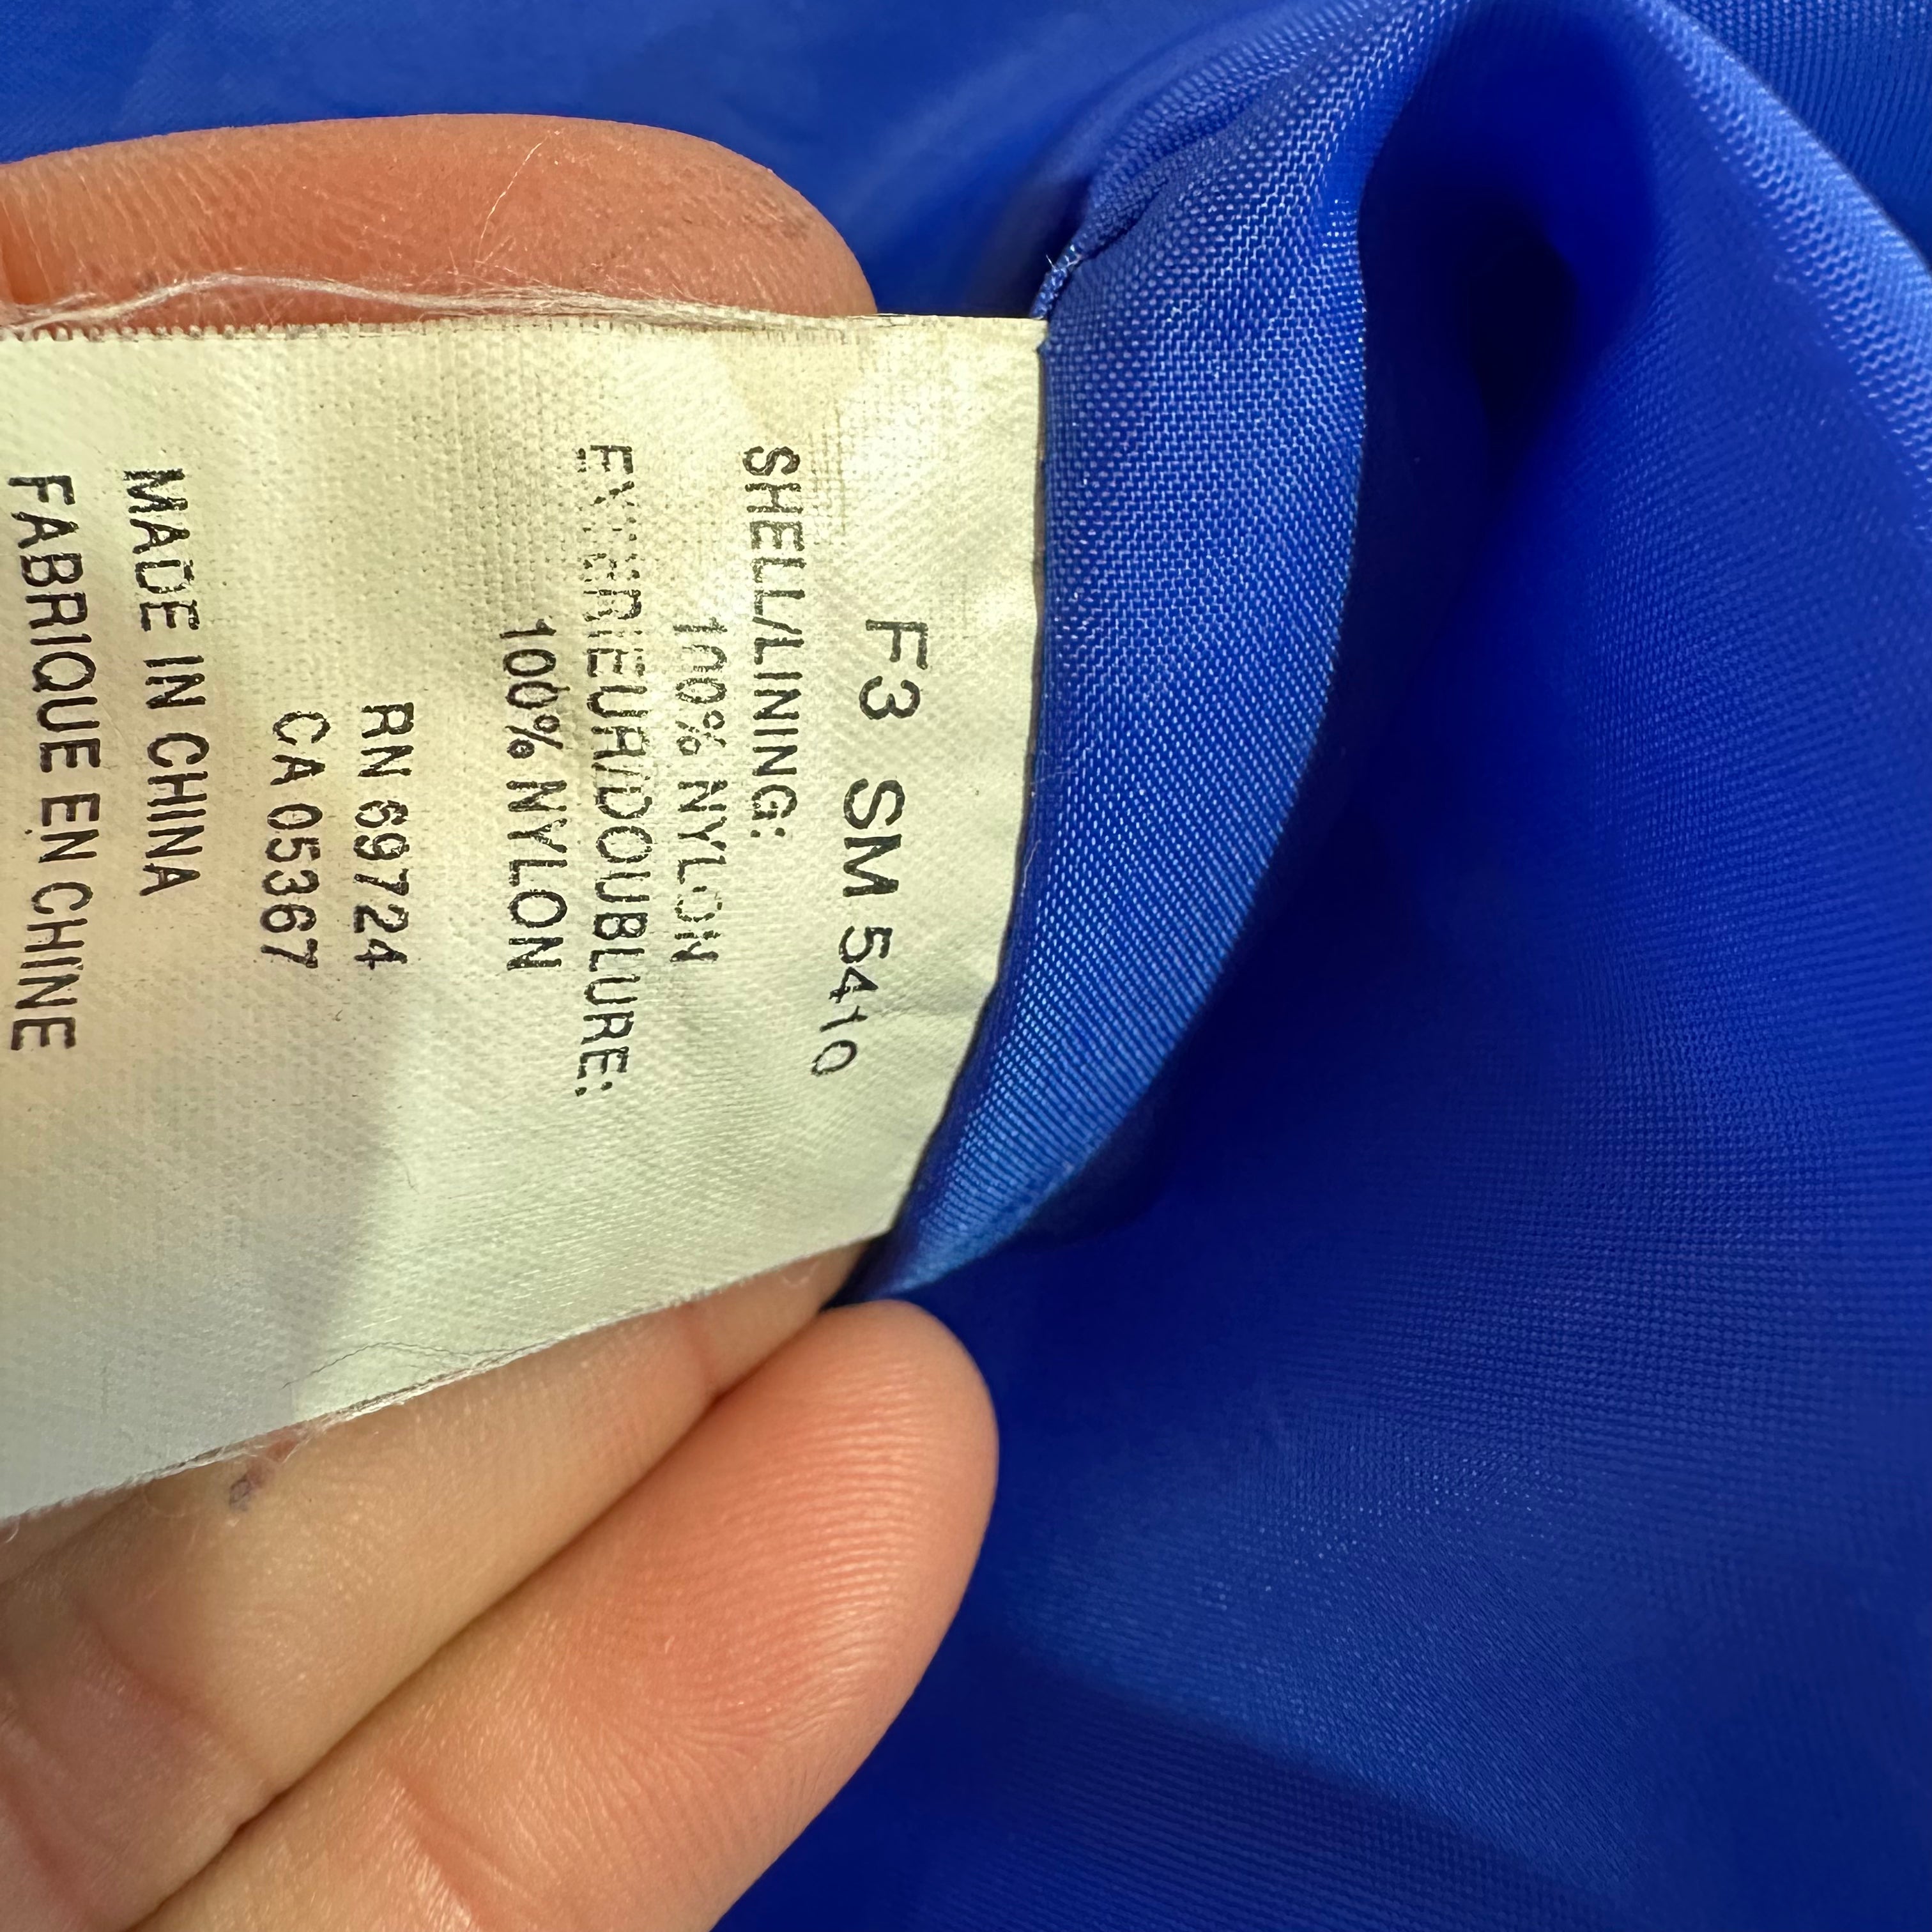 F3 SM 5410
SHELL/LINING:
100% NYLON
EXTERIEUR/DOUBLURE:
100% NYLON
RN 69724
CA 05367
MADE IN CHINA
FABRIQUE EN CHINE